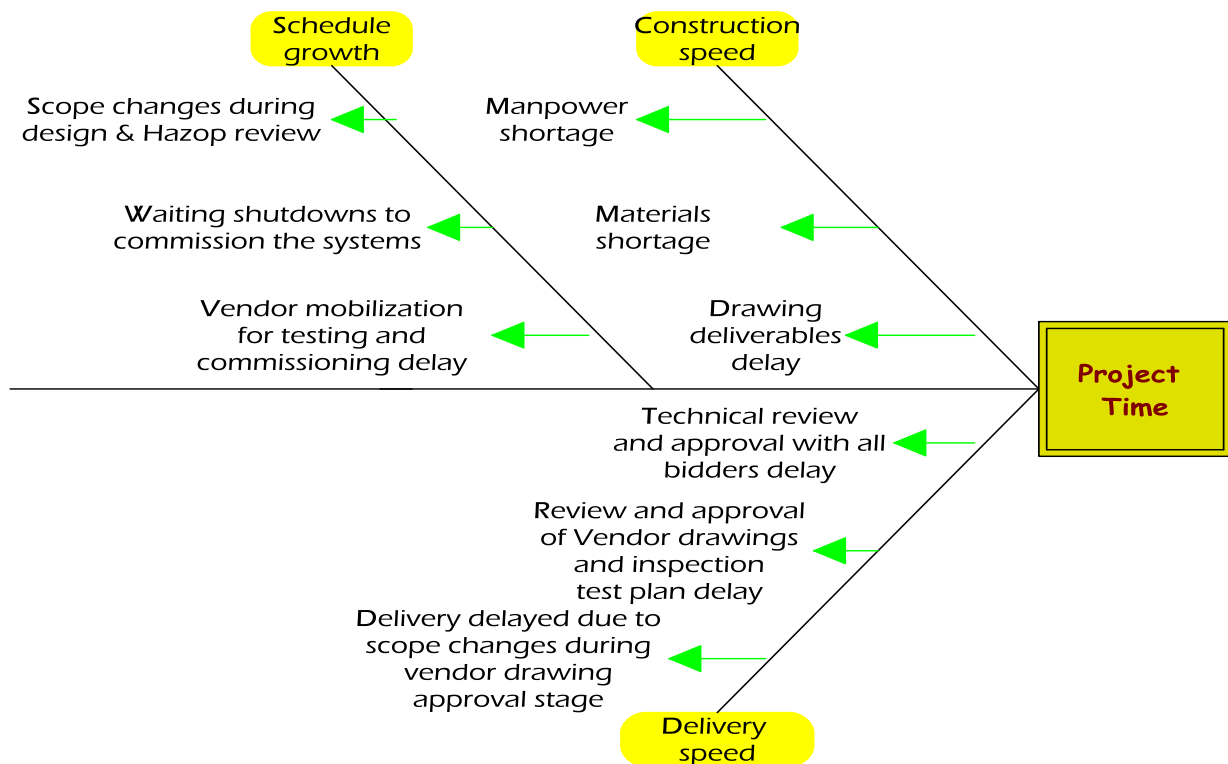 Schedule
growth
Construction
speed
Scope changes during
design & Hazop review
Manpower
shortage
Waiting shutdowns to
commission the systems
Materials
shortage
Vendor mobilization
for testing and
commissioning delay
Drawing
deliverables
delay
Project
Time
Technical review
and approval with all
bidders delay
Review and approval
of Vendor drawings
and inspection
test plan delay
Delivery delayed due to
scope changes during
vendor drawing
approval stage
Delivery
speed